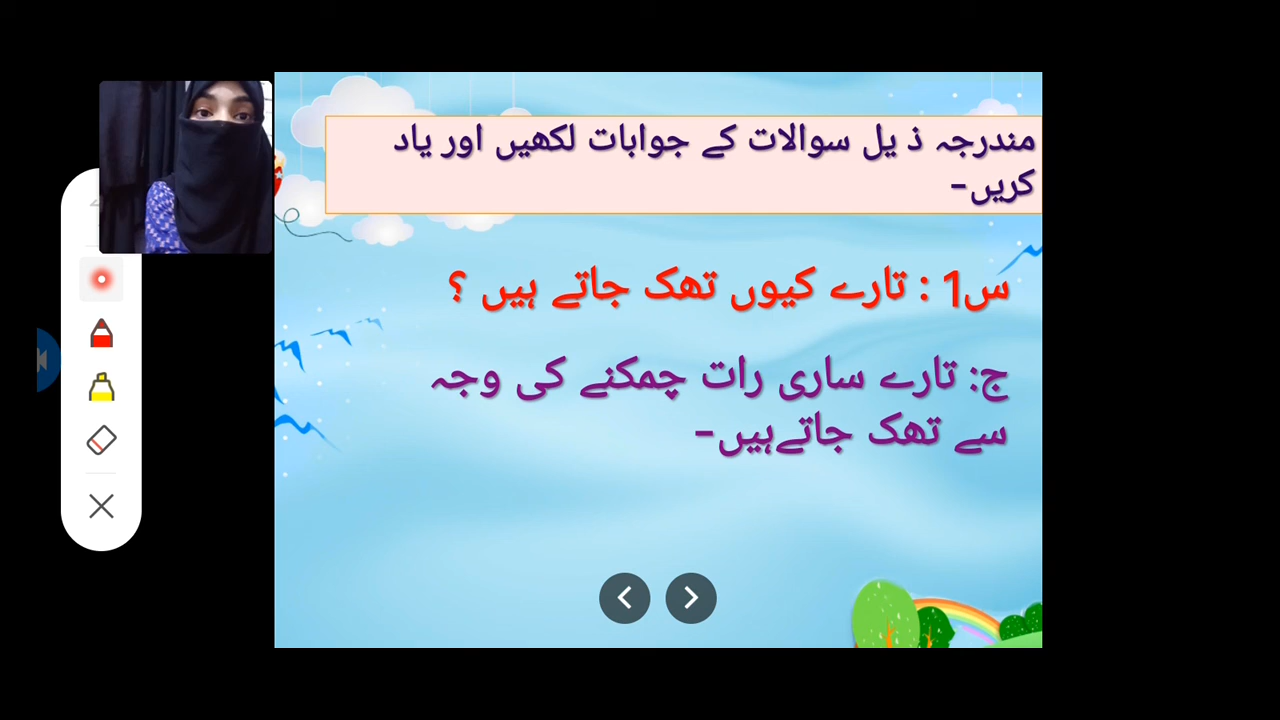 مندرجہ ذ یل سوالات کے جوابات لکھیں اور یاد
کریں-
س1 : تارے کیوں تھک جاتے ہیں ؟
ج: تارے ساری رات چمکنے کی وجہ
سے تھک جاتےہیں-